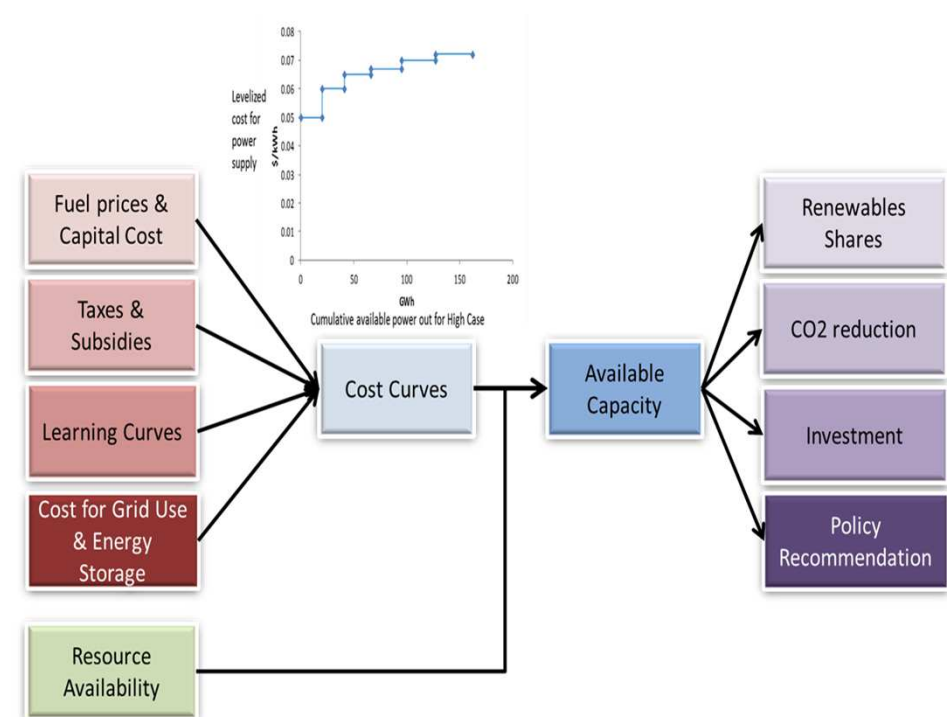 0.08
0.07
0.06
0.05
0.04
0.03
0.02
0.01
0
Levelized
cost for
power
supply
$/kWh
0
50
100
150
200
GWh
Cumulative available power out for High Case
Fuel prices &
Capital Cost
Taxes &
Subsidies
Learning Curves
Cost for Grid Use
& Energy
Storage
Resource
Availability
Cost Curves
Available
Capacity
Renewables
Shares
CO2 reduction
Investment
Policy
Recommendation